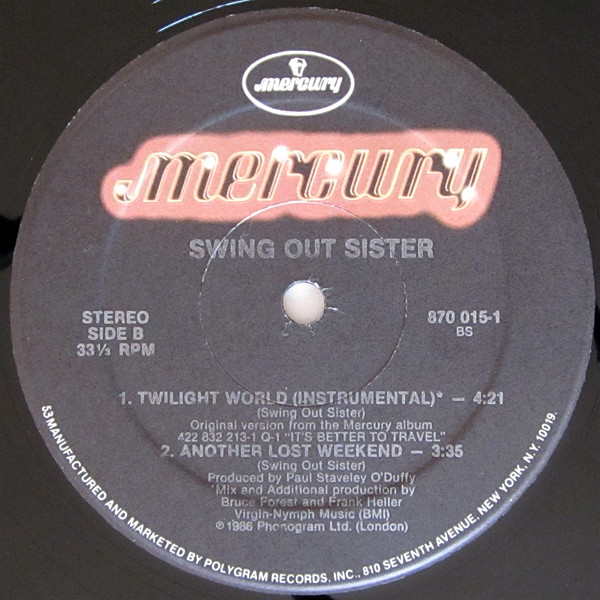 mercury
mercury
SWING OUT SISTER
STEREO
SIDE B
33⅓ RPM
870 015-1
BS
1. TWILIGHT WORLD (INSTRUMENTAL)* — 4:21
(Swing Out Sister)
Original version from the Mercury album
422 832 213-1 Q-1 "IT'S BETTER TO TRAVEL"
2. ANOTHER LOST WEEKEND — 3:35
(Swing Out Sister)
Produced by Paul Staveley O'Duffy
*Mix and Additional production by
Bruce Forest and Frank Heller
Virgin-Nymph Music (BMI)
℗ 1986 Phonogram Ltd. (London)
53 MANUFACTURED AND MARKETED BY POLYGRAM RECORDS, INC., 810 SEVENTH AVENUE, NEW YORK, N.Y. 10019.